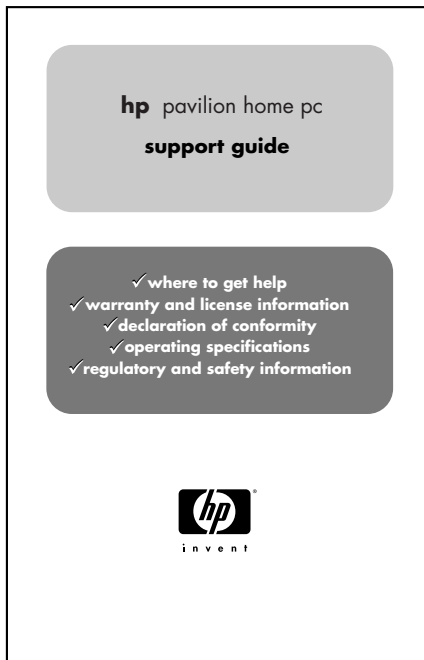 hp pavilion home pc
support guide
✓where to get help
✓warranty and license information
✓declaration of conformity
✓operating specifications
✓regulatory and safety information
hp®
invent